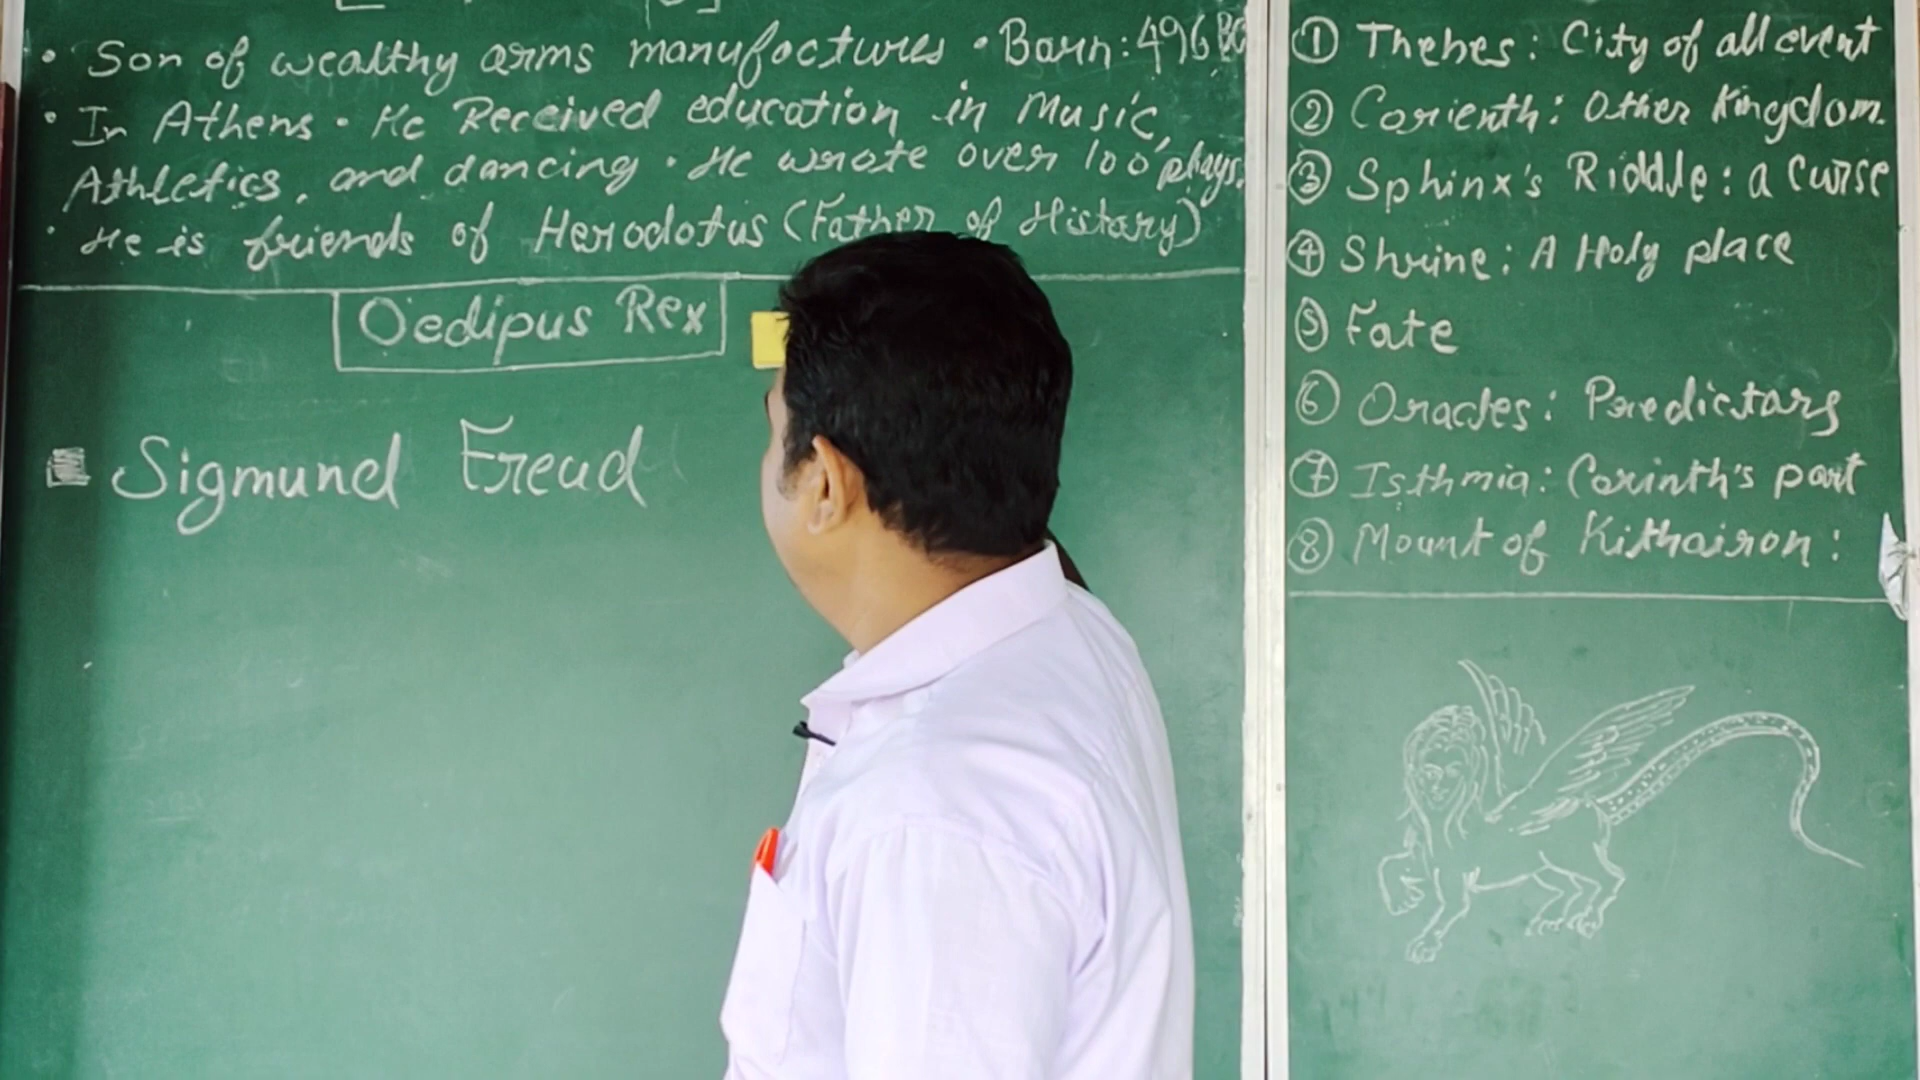 • Son of wealthy arms manufactures • Born: 496 BC
• In Athens • He Received education in Music,
Athletics, and dancing • He wrote over 100 plays.
• He is friends of Herodotus (Father of History)
Oedipus Rex
Sigmund Freud
① Thebes: City of all event
② Corienth: Other Kingdom.
③ Sphinx's Riddle: a curse
④ Shrine: A Holy place
⑤ Fate
⑥ Oracles: Predictors
⑦ Isthmia: Corinth's part
⑧ Mount of Kithairon: